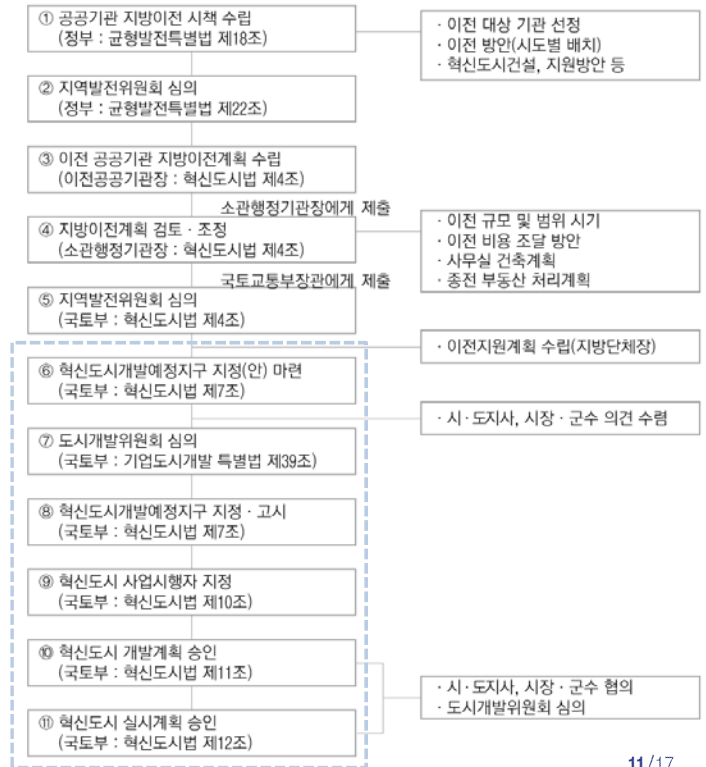 ① 공공기관 지방이전 시책 수립
(정부 : 균형발전특별법 제18조)
· 이전 대상 기관 선정
· 이전 방안(시도별 배치)
· 혁신도시건설, 지원방안 등
② 지역발전위원회 심의
(정부 : 균형발전특별법 제22조)
③ 이전 공공기관 지방이전계획 수립
(이전공공기관장 : 혁신도시법 제4조)
소관행정기관장에게 제출
④ 지방이전계획 검토 · 조정
(소관행정기관장 : 혁신도시법 제4조)
· 이전 규모 및 범위 시기
· 이전 비용 조달 방안
· 사무실 건축계획
· 종전 부동산 처리계획
국토교통부장관에게 제출
⑤ 지역발전위원회 심의
(국토부 : 혁신도시법 제4조)
· 이전지원계획 수립(지방단체장)
⑥ 혁신도시개발예정지구 지정(안) 마련
(국토부 : 혁신도시법 제7조)
· 시 · 도지사, 시장 · 군수 의견 수렴
⑦ 도시개발위원회 심의
(국토부 : 기업도시개발 특별법 제39조)
⑧ 혁신도시개발예정지구 지정 · 고시
(국토부 : 혁신도시법 제7조)
⑨ 혁신도시 사업시행자 지정
(국토부 : 혁신도시법 제10조)
⑩ 혁신도시 개발계획 승인
(국토부 : 혁신도시법 제11조)
· 시 · 도지사, 시장 · 군수 협의
· 도시개발위원회 심의
⑪ 혁신도시 실시계획 승인
(국토부 : 혁신도시법 제12조)
11/17